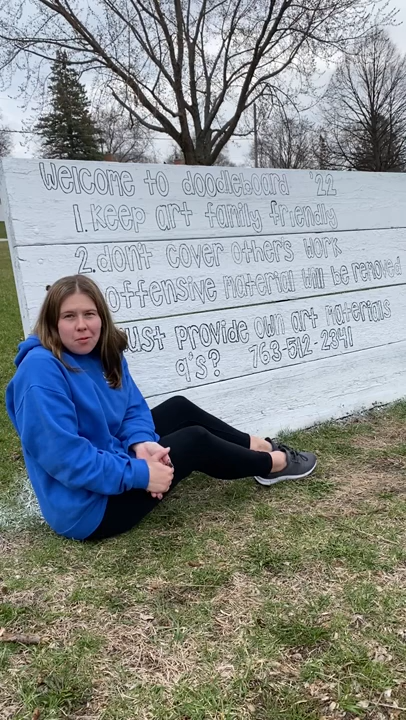 Welcome to doodleboard '22
1. keep art family friendly
2. dont cover others work
offensive material will be removed
ust provide own art materials
q's? 763-512-2341